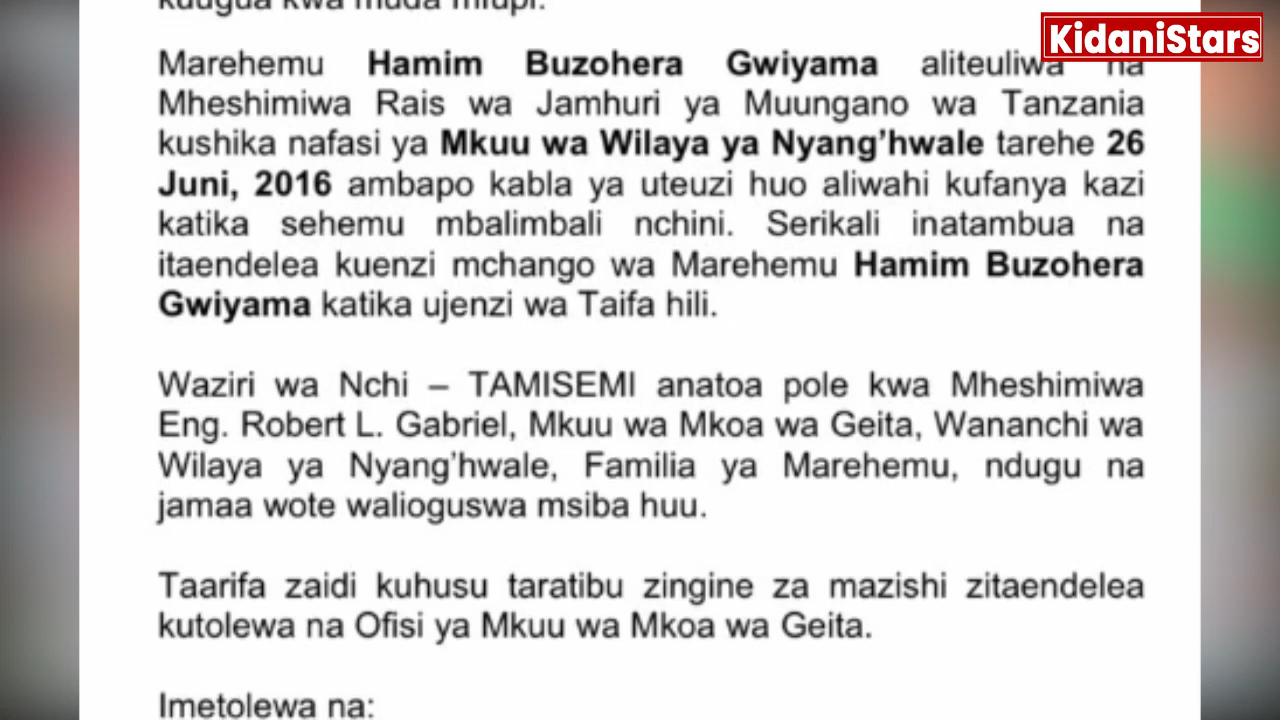 kuugua kwa muda mfupi.
KidaniStars
Marehemu Hamim Buzohera Gwiyama aliteuliwa na
Mheshimiwa Rais wa Jamhuri ya Muungano wa Tanzania
kushika nafasi ya Mkuu wa Wilaya ya Nyang’hwale tarehe 26
Juni, 2016 ambapo kabla ya uteuzi huo aliwahi kufanya kazi
katika sehemu mbalimbali nchini. Serikali inatambua na
itaendelea kuenzi mchango wa Marehemu Hamim Buzohera
Gwiyama katika ujenzi wa Taifa hili.
Waziri wa Nchi – TAMISEMI anatoa pole kwa Mheshimiwa
Eng. Robert L. Gabriel, Mkuu wa Mkoa wa Geita, Wananchi wa
Wilaya ya Nyang’hwale, Familia ya Marehemu, ndugu na
jamaa wote walioguswa msiba huu.
Taarifa zaidi kuhusu taratibu zingine za mazishi zitaendelea
kutolewa na Ofisi ya Mkuu wa Mkoa wa Geita.
Imetolewa na: